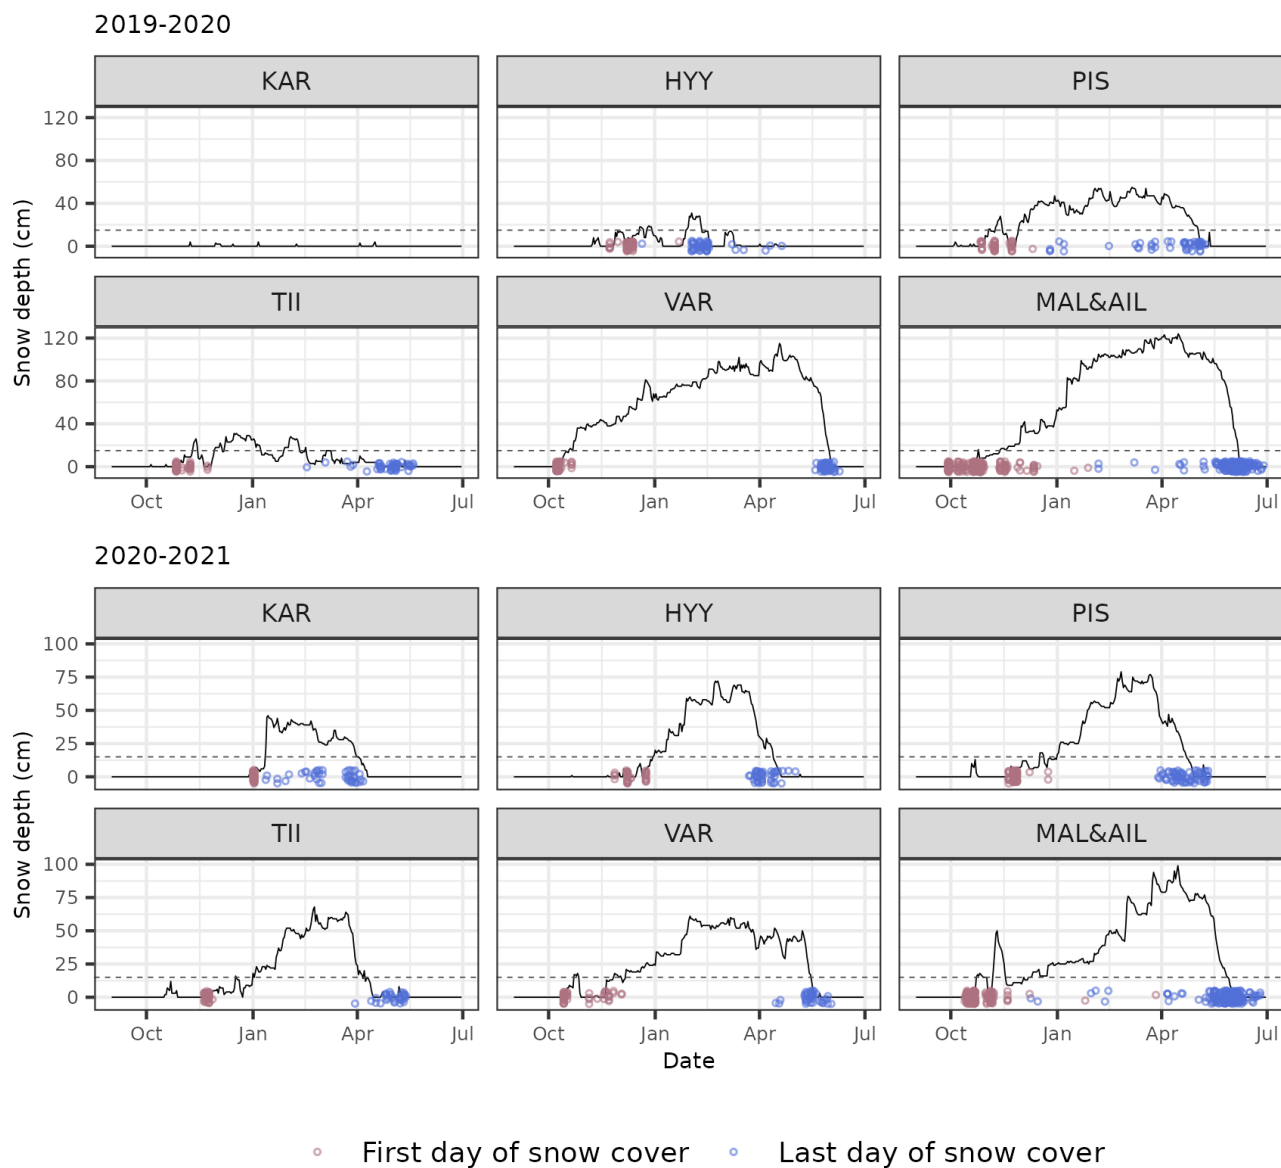 2019-2020
KAR HYY PIS
120
80
40
0
TII VAR MAL&AIL
120
80
40
0
Snow depth (cm)
Oct Jan Apr Jul Oct Jan Apr Jul Oct Jan Apr Jul
2020-2021
KAR HYY PIS
100
75
50
25
0
TII VAR MAL&AIL
100
75
50
25
0
Snow depth (cm)
Oct Jan Apr Jul Oct Jan Apr Jul Oct Jan Apr Jul
Date
First day of snow cover Last day of snow cover